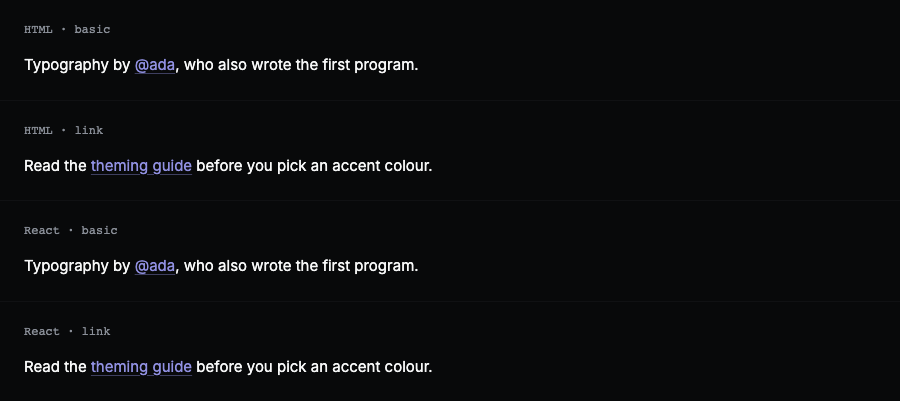 HTML · basic
Typography by @ada, who also wrote the first program.
HTML · link
Read the theming guide before you pick an accent colour.
React · basic
Typography by @ada, who also wrote the first program.
React · link
Read the theming guide before you pick an accent colour.